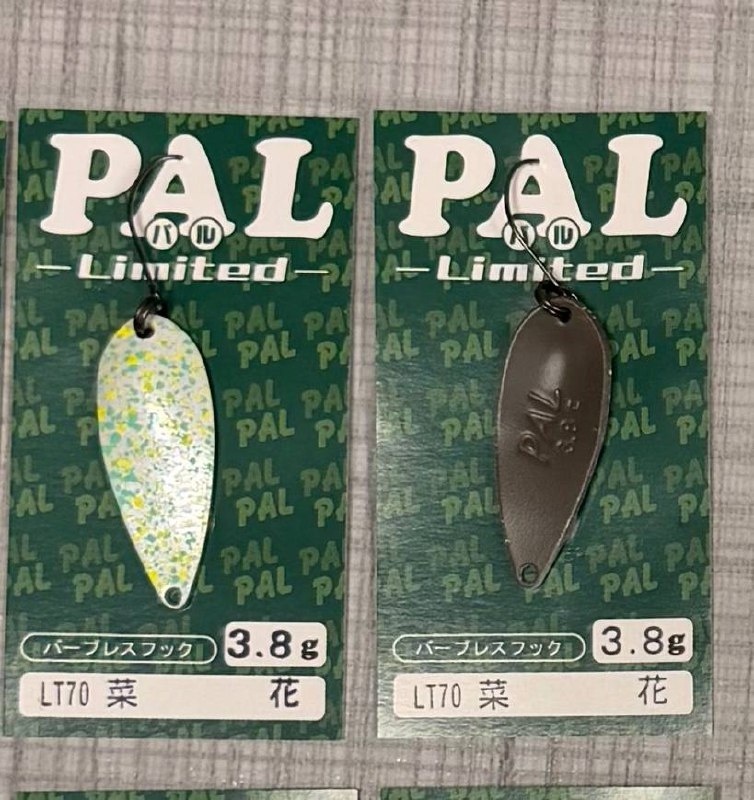 PAL
パル
Limited
バーブレスフック 3.8g
LT70 菜 花
PAL
パル
Limited
PAL
3.8g
バーブレスフック 3.8g
LT70 菜 花